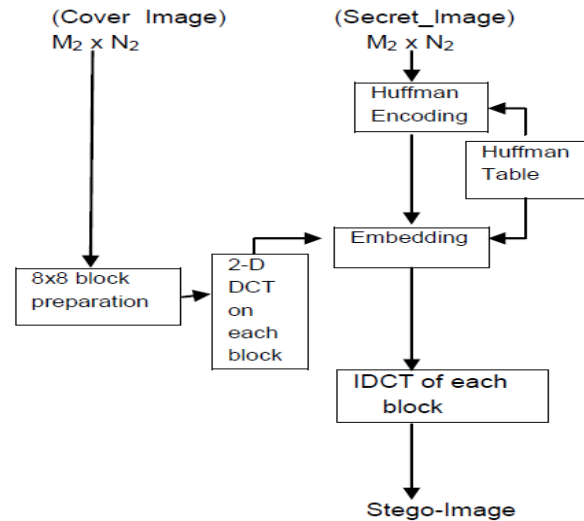 (Cover Image)
M₂ x N₂
(Secret_Image)
M₂ x N₂
Huffman
Encoding
Huffman
Table
Embedding
8x8 block
preparation
2-D
DCT
on
each
block
IDCT of each
block
Stego-Image